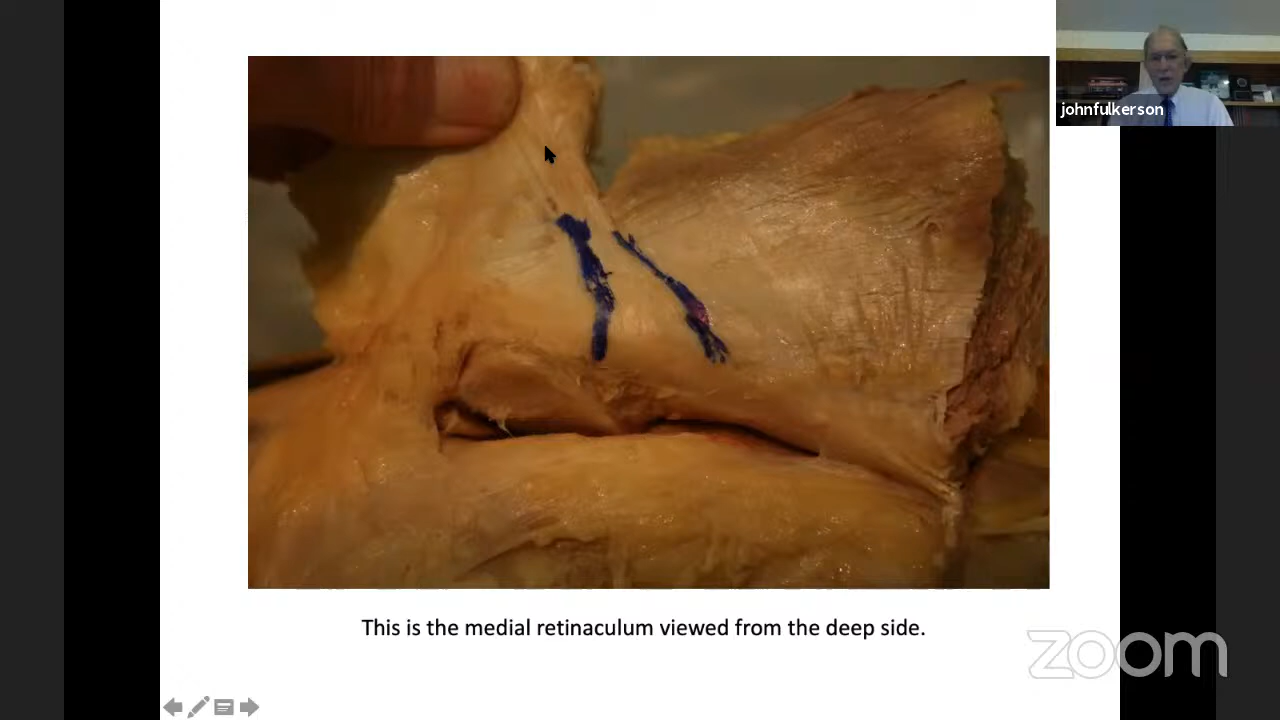 johnfulkerson
This is the medial retinaculum viewed from the deep side.
zoom